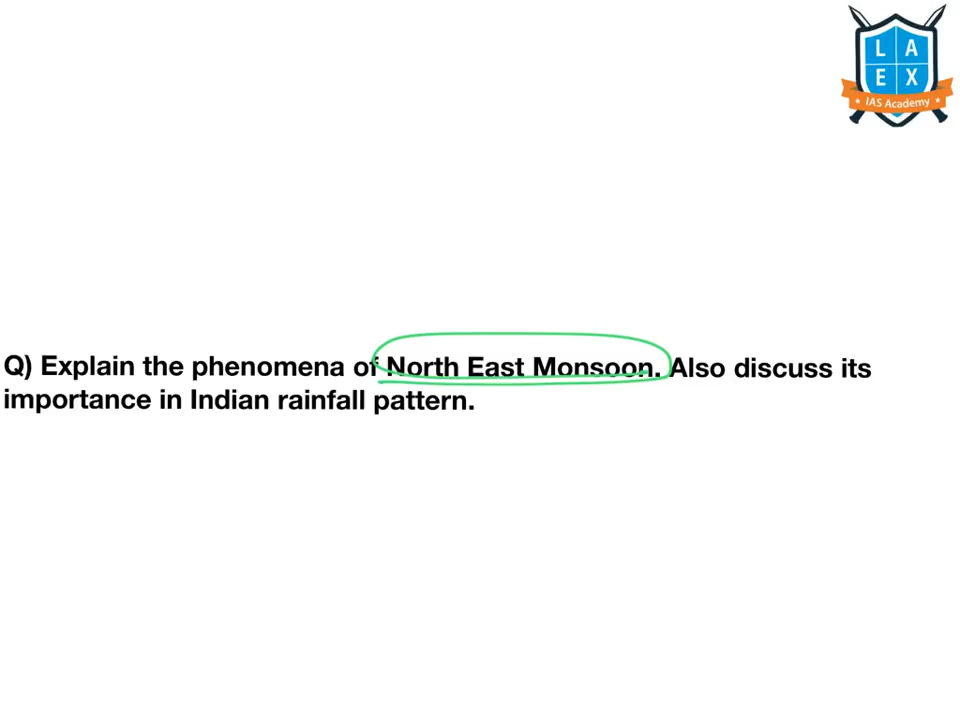 L A
E X
IAS Academy
Q) Explain the phenomena of North East Monsoon. Also discuss its
importance in Indian rainfall pattern.